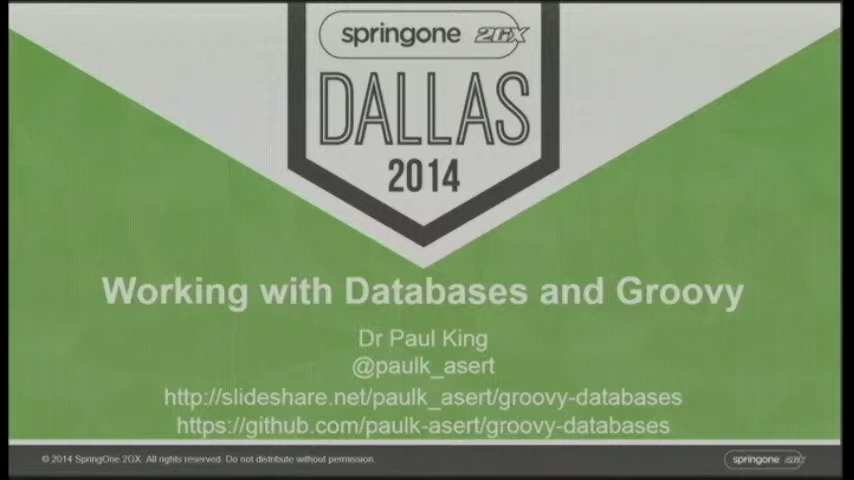 springone 2GX
DALLAS
2014
Working with Databases and Groovy
Dr Paul King
@paulk_asert
http://slideshare.net/paulk_asert/groovy-databases
https://github.com/paulk-asert/groovy-databases
© 2014 SpringOne 2GX. All rights reserved. Do not distribute without permission.
springone 2GX